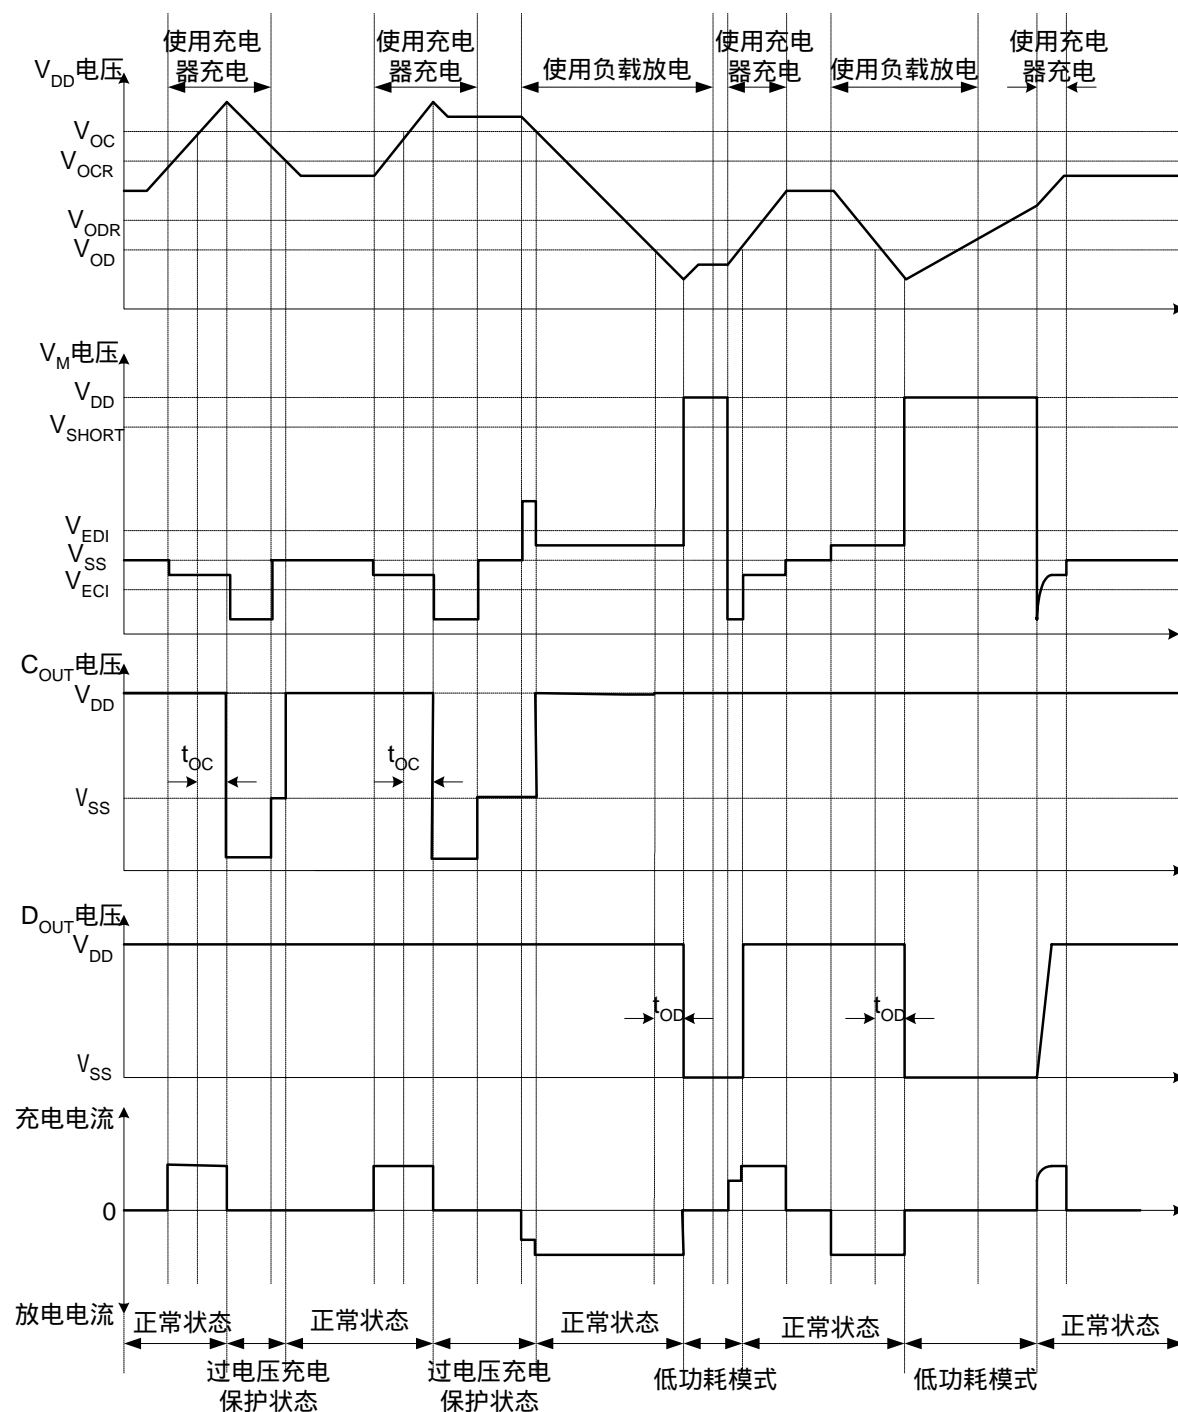 使用充电
器充电
使用充电
器充电
使用负载放电
使用充电
器充电
使用负载放电
使用充电
器充电
VDD电压
VOC
VOCR
VODR
VOD
VM电压
VDD
VSHORT
VEDI
VSS
VECI
COUT电压
VDD
tOC
tOC
VSS
DOUT电压
VDD
tOD
tOD
VSS
充电电流
0
放电电流
正常状态
正常状态
正常状态
正常状态
正常状态
过电压充电
保护状态
过电压充电
保护状态
低功耗模式
低功耗模式